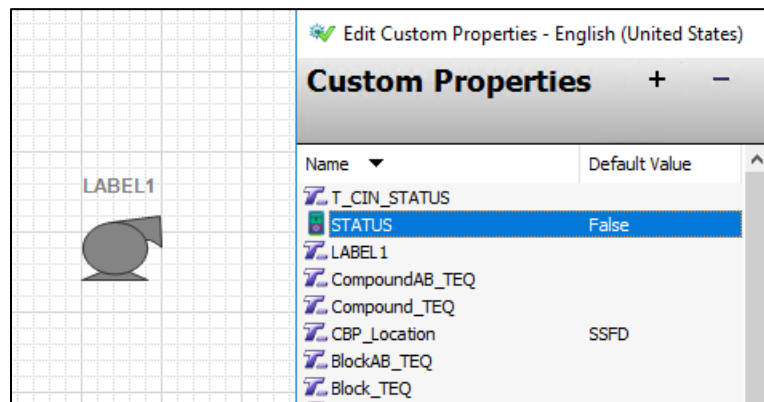 LABEL1
Edit Custom Properties - English (United States)
Custom Properties + −
Name Default Value
T_CIN_STATUS
STATUS False
LABEL1
CompoundAB_TEQ
Compound_TEQ
CBP_Location SSFD
BlockAB_TEQ
Block_TEQ